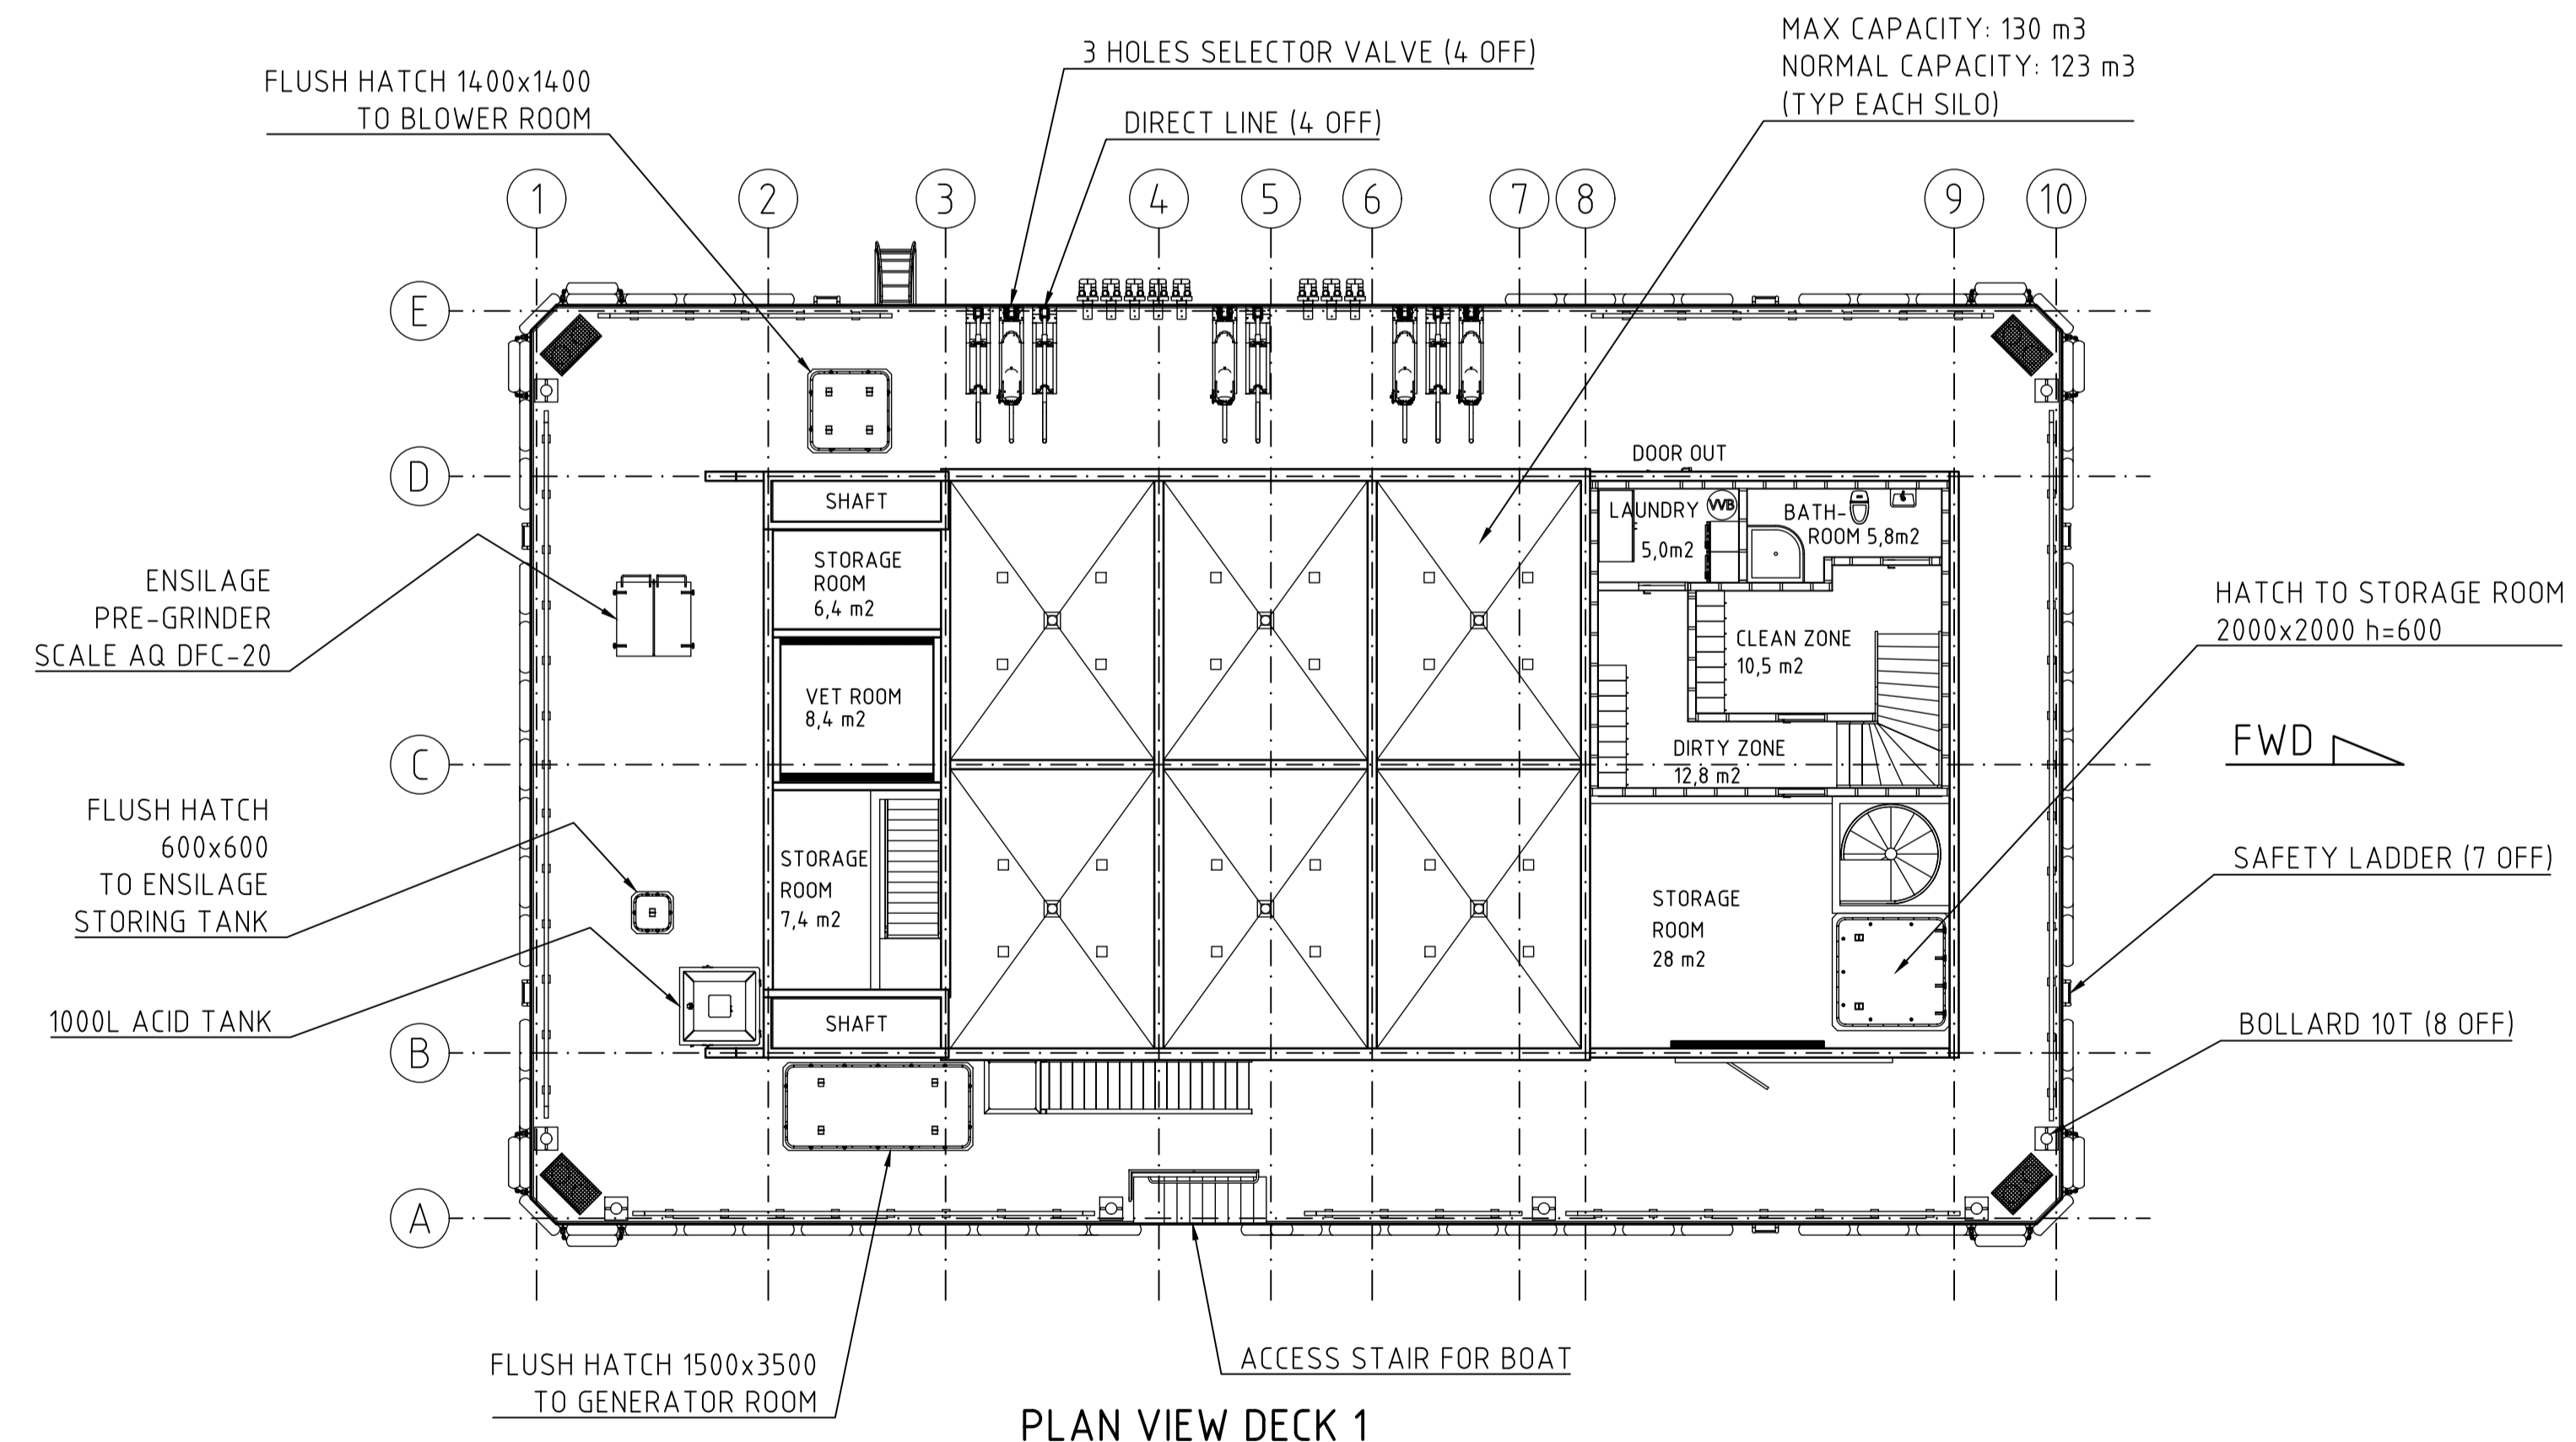 MAX CAPACITY: 130 m3
NORMAL CAPACITY: 123 m3
(TYP EACH SILO)
3 HOLES SELECTOR VALVE (4 OFF)
DIRECT LINE (4 OFF)
FLUSH HATCH 1400x1400
TO BLOWER ROOM
1 2 3 4 5 6 7 8 9 10
E
D
C
B
A
DOOR OUT
SHAFT
STORAGE
ROOM
6,4 m2
VET ROOM
8,4 m2
STORAGE
ROOM
7,4 m2
SHAFT
LAUNDRY
5,0m2
VVB
BATH-
ROOM 5,8m2
CLEAN ZONE
10,5 m2
DIRTY ZONE
12,8 m2
STORAGE
ROOM
28 m2
ENSILAGE
PRE-GRINDER
SCALE AQ DFC-20
FLUSH HATCH
600x600
TO ENSILAGE
STORING TANK
1000L ACID TANK
HATCH TO STORAGE ROOM
2000x2000 h=600
FWD
SAFETY LADDER (7 OFF)
BOLLARD 10T (8 OFF)
FLUSH HATCH 1500x3500
TO GENERATOR ROOM
ACCESS STAIR FOR BOAT
PLAN VIEW DECK 1